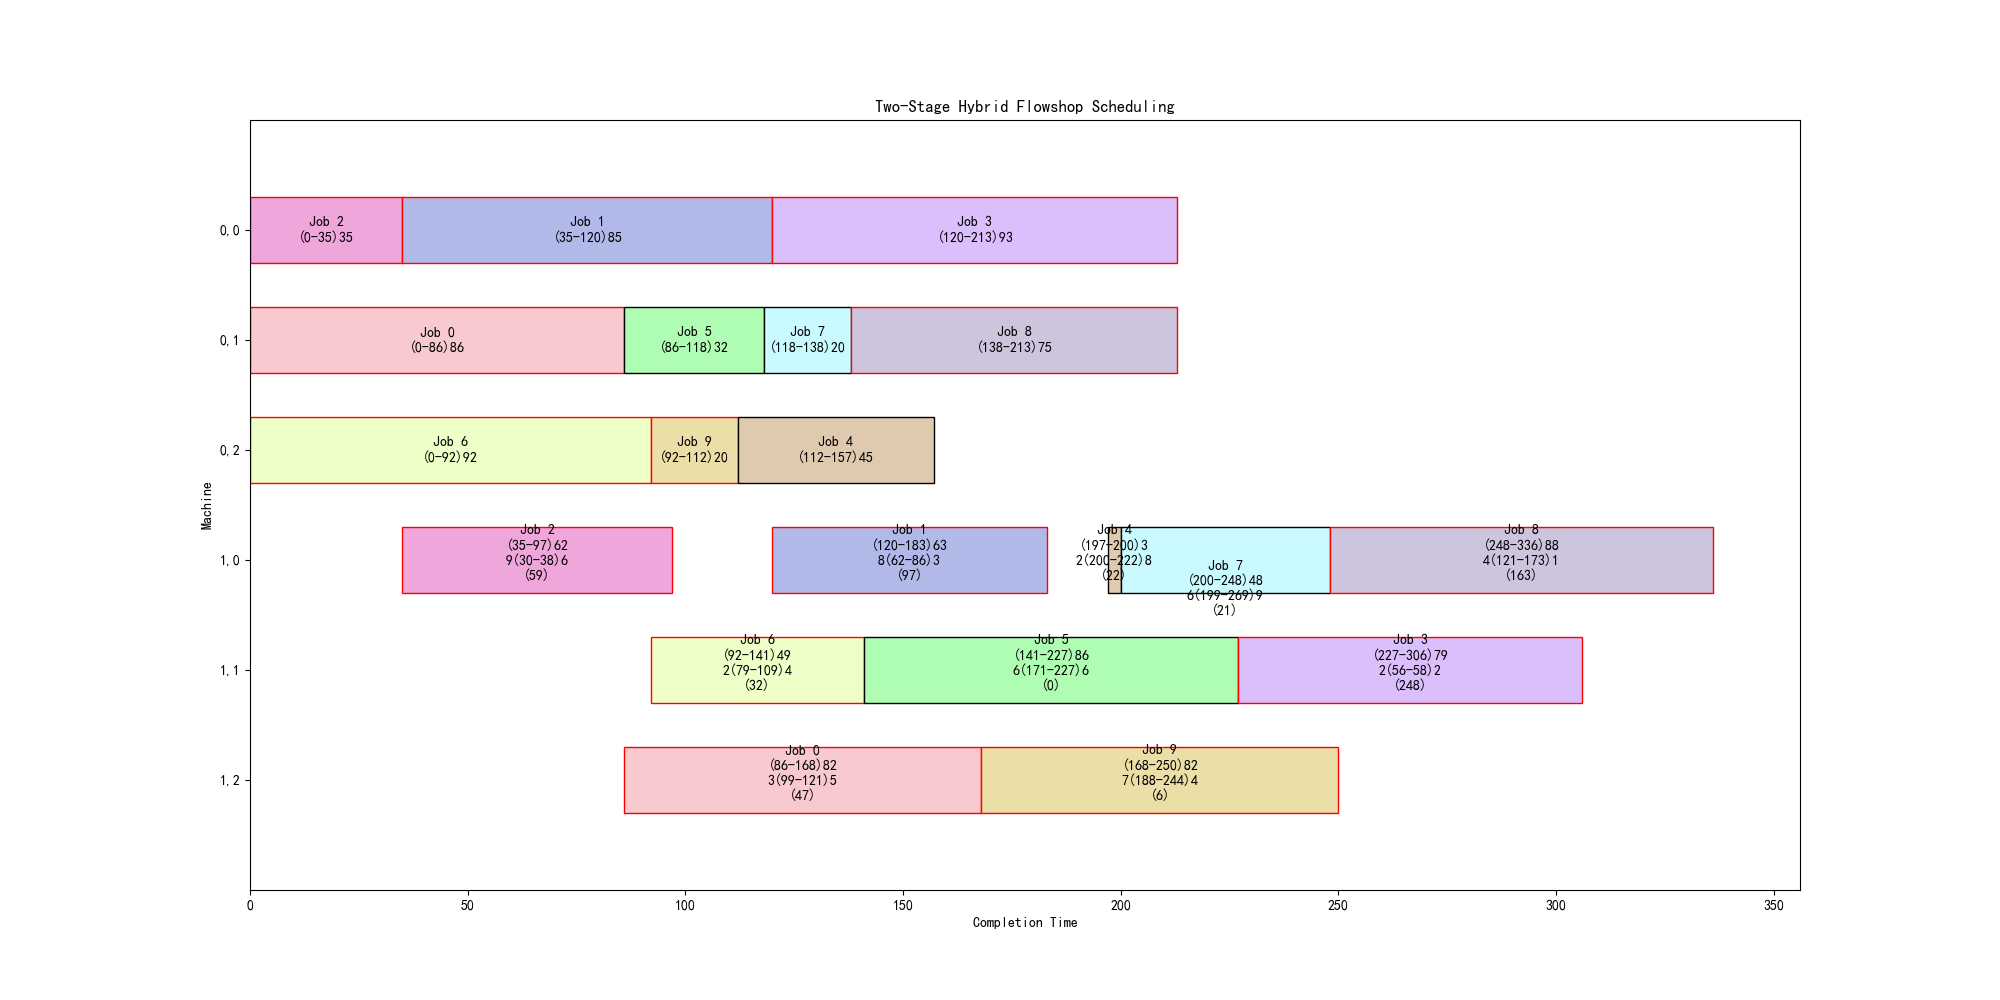 Two-Stage Hybrid Flowshop Scheduling
Machine
0,0
Job 2
(0-35)35
Job 1
(35-120)85
Job 3
(120-213)93
0,1
Job 0
(0-86)86
Job 5
(86-118)32
Job 7
(118-138)20
Job 8
(138-213)75
0,2
Job 6
(0-92)92
Job 9
(92-112)20
Job 4
(112-157)45
1,0
Job 2
(35-97)62
9(30-38)6
(59)
Job 1
(120-183)63
8(62-86)3
(97)
Job 4
(197-200)3
2(200-222)8
(22)
Job 7
(200-248)48
6(199-269)9
(21)
Job 8
(248-336)88
4(121-173)1
(163)
1,1
Job 6
(92-141)49
2(79-109)4
(32)
Job 5
(141-227)86
6(171-227)6
(0)
Job 3
(227-306)79
2(56-58)2
(248)
1,2
Job 0
(86-168)82
3(99-121)5
(47)
Job 9
(168-250)82
7(188-244)4
(6)
0 50 100 150 200 250 300 350
Completion Time